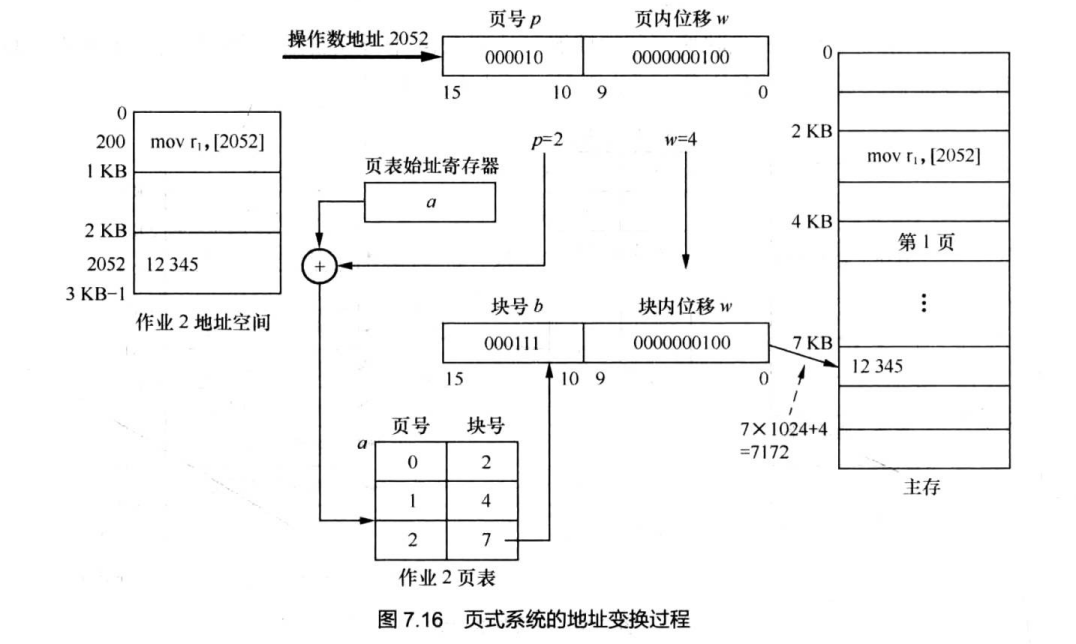 页号 p
页内位移 w
操作数地址 2052
000010
0000000100
15
10
9
0
0
200
mov r₁,[2052]
1 KB
2 KB
2052
12 345
3 KB−1
作业 2 地址空间
p=2
w=4
页表始址寄存器
a
+
块号 b
块内位移 w
000111
0000000100
15
10
9
0
页号
块号
a
0
2
1
4
2
7
作业 2 页表
0
2 KB
mov r₁,[2052]
4 KB
第 1 页
⋮
7 KB
12 345
7×1024+4
=7172
主存
图 7.16 页式系统的地址变换过程